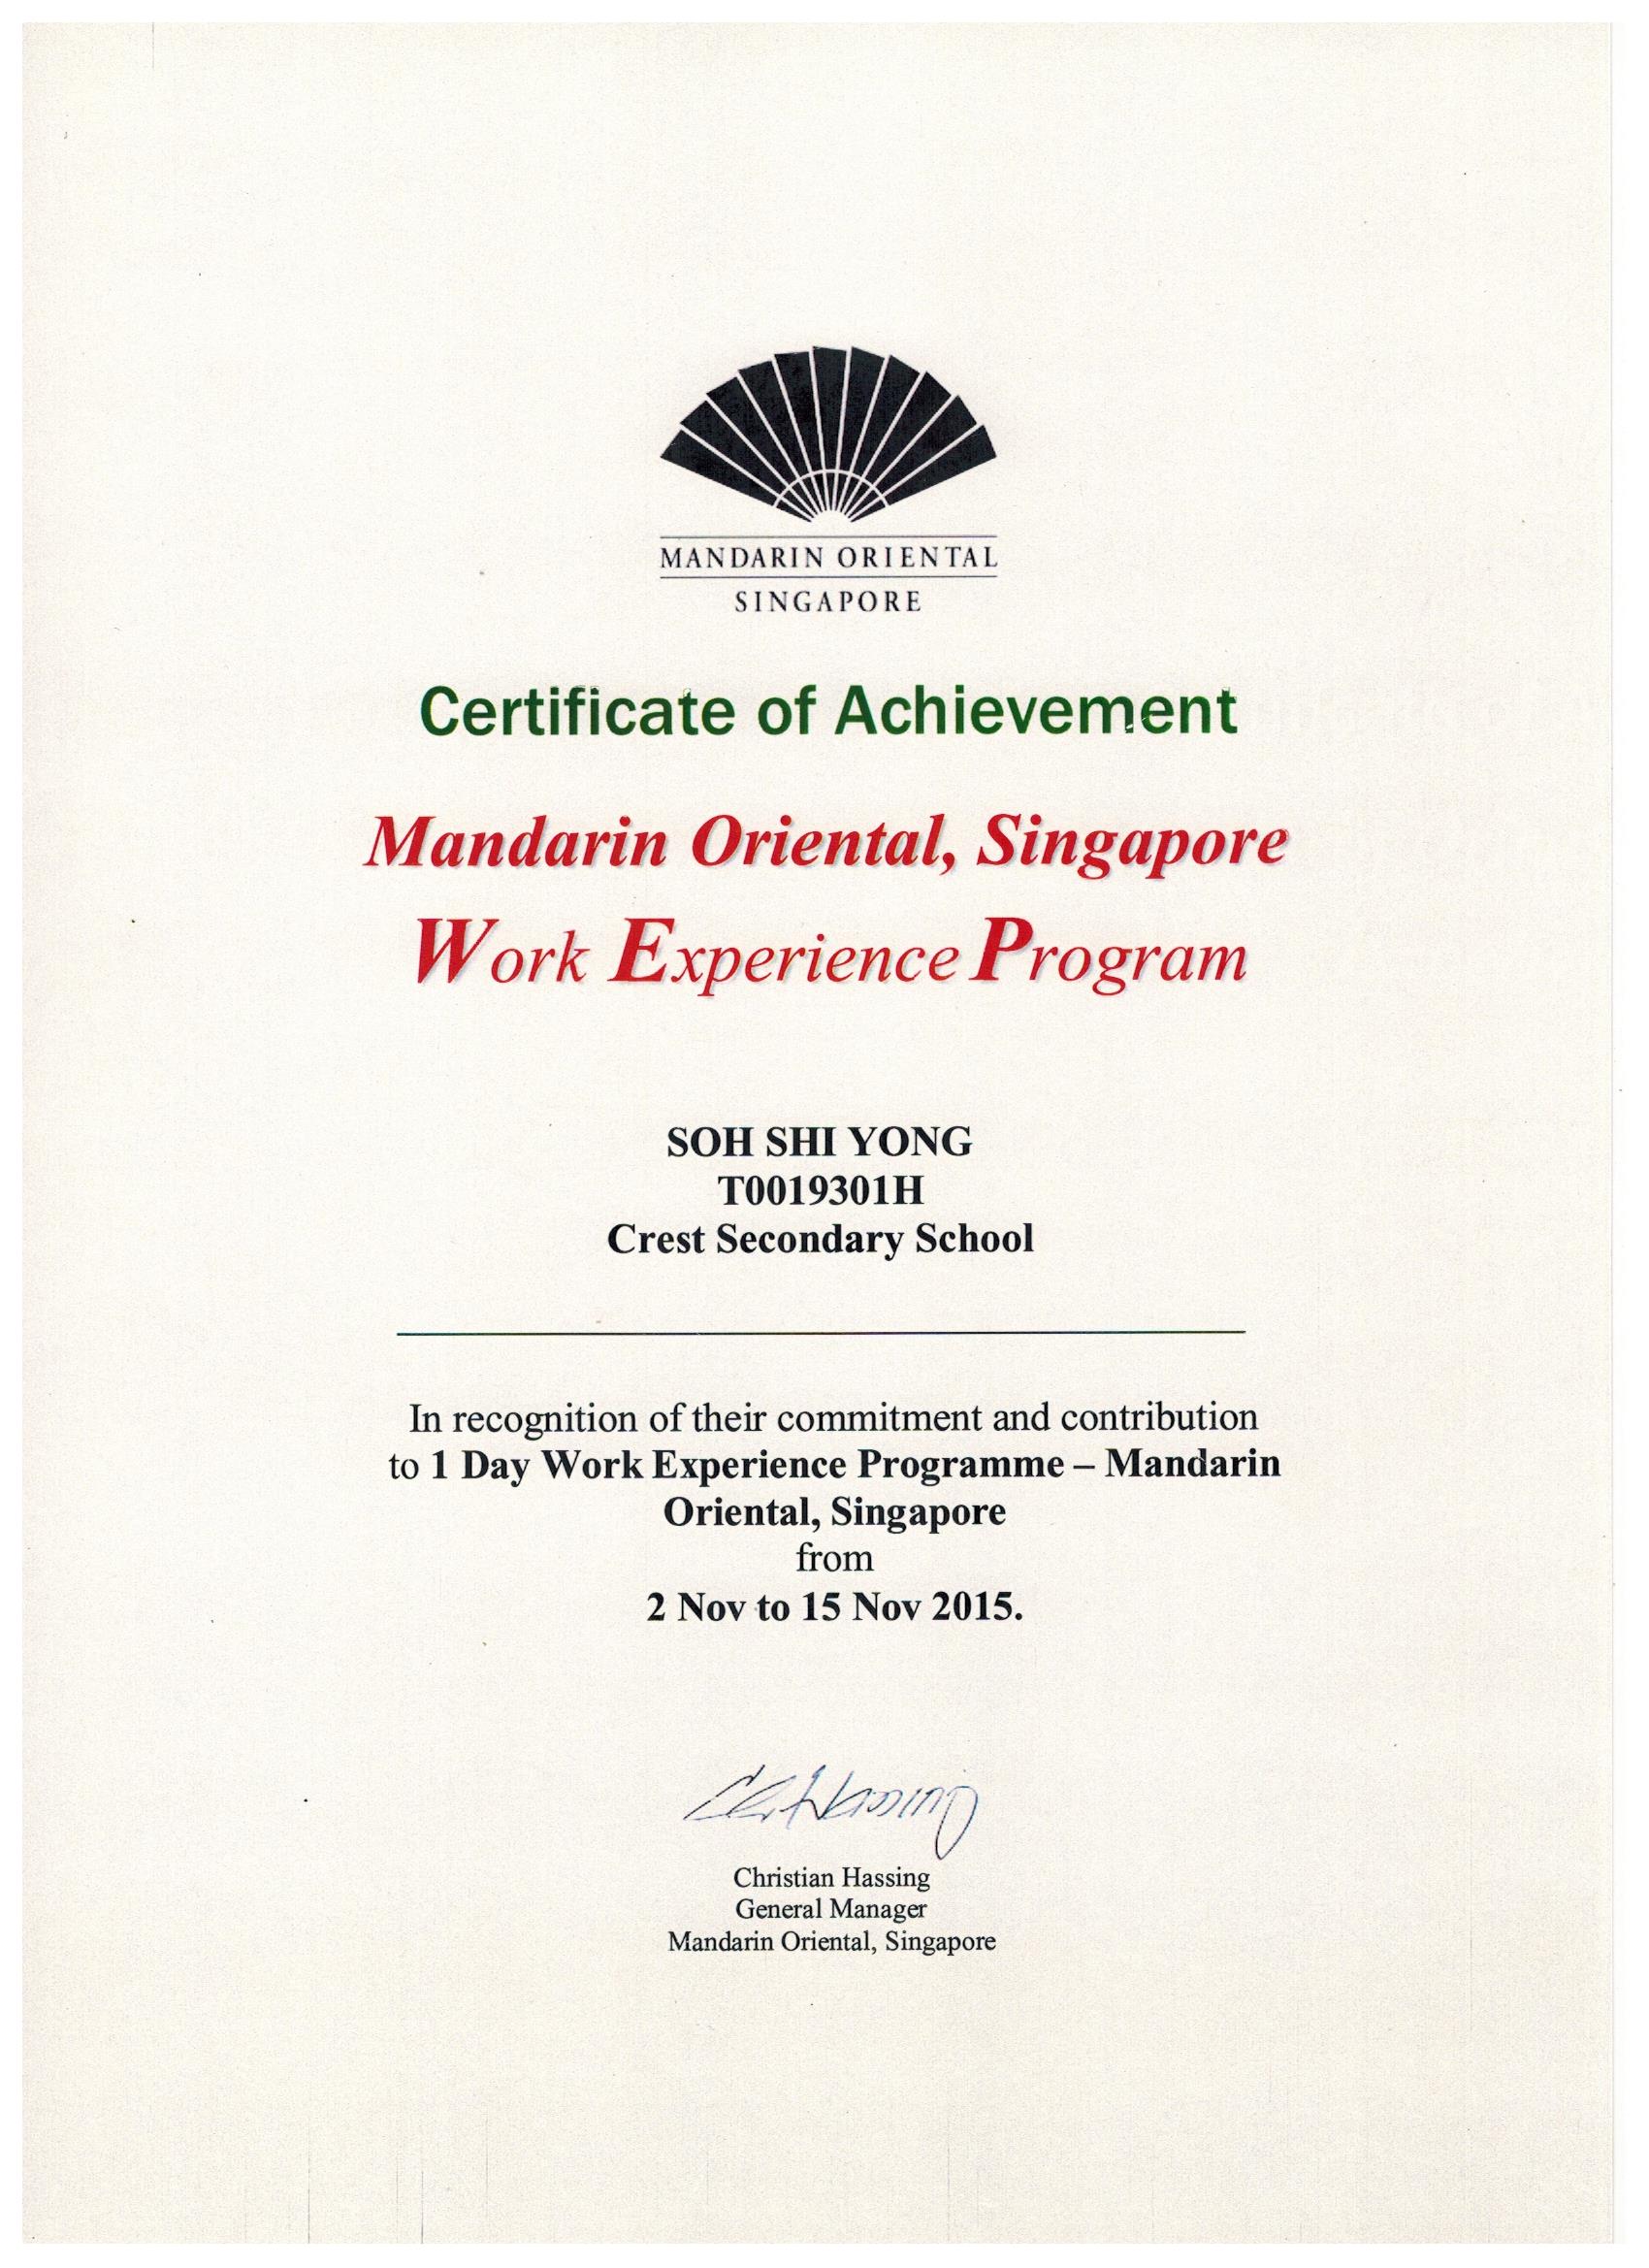 MANDARIN ORIENTAL
SINGAPORE
Certificate of Achievement
Mandarin Oriental, Singapore
Work Experience Program
SOH SHI YONG
T0019301H
Crest Secondary School
In recognition of their commitment and contribution
to 1 Day Work Experience Programme – Mandarin
Oriental, Singapore
from
2 Nov to 15 Nov 2015.
Christian Hassing
General Manager
Mandarin Oriental, Singapore